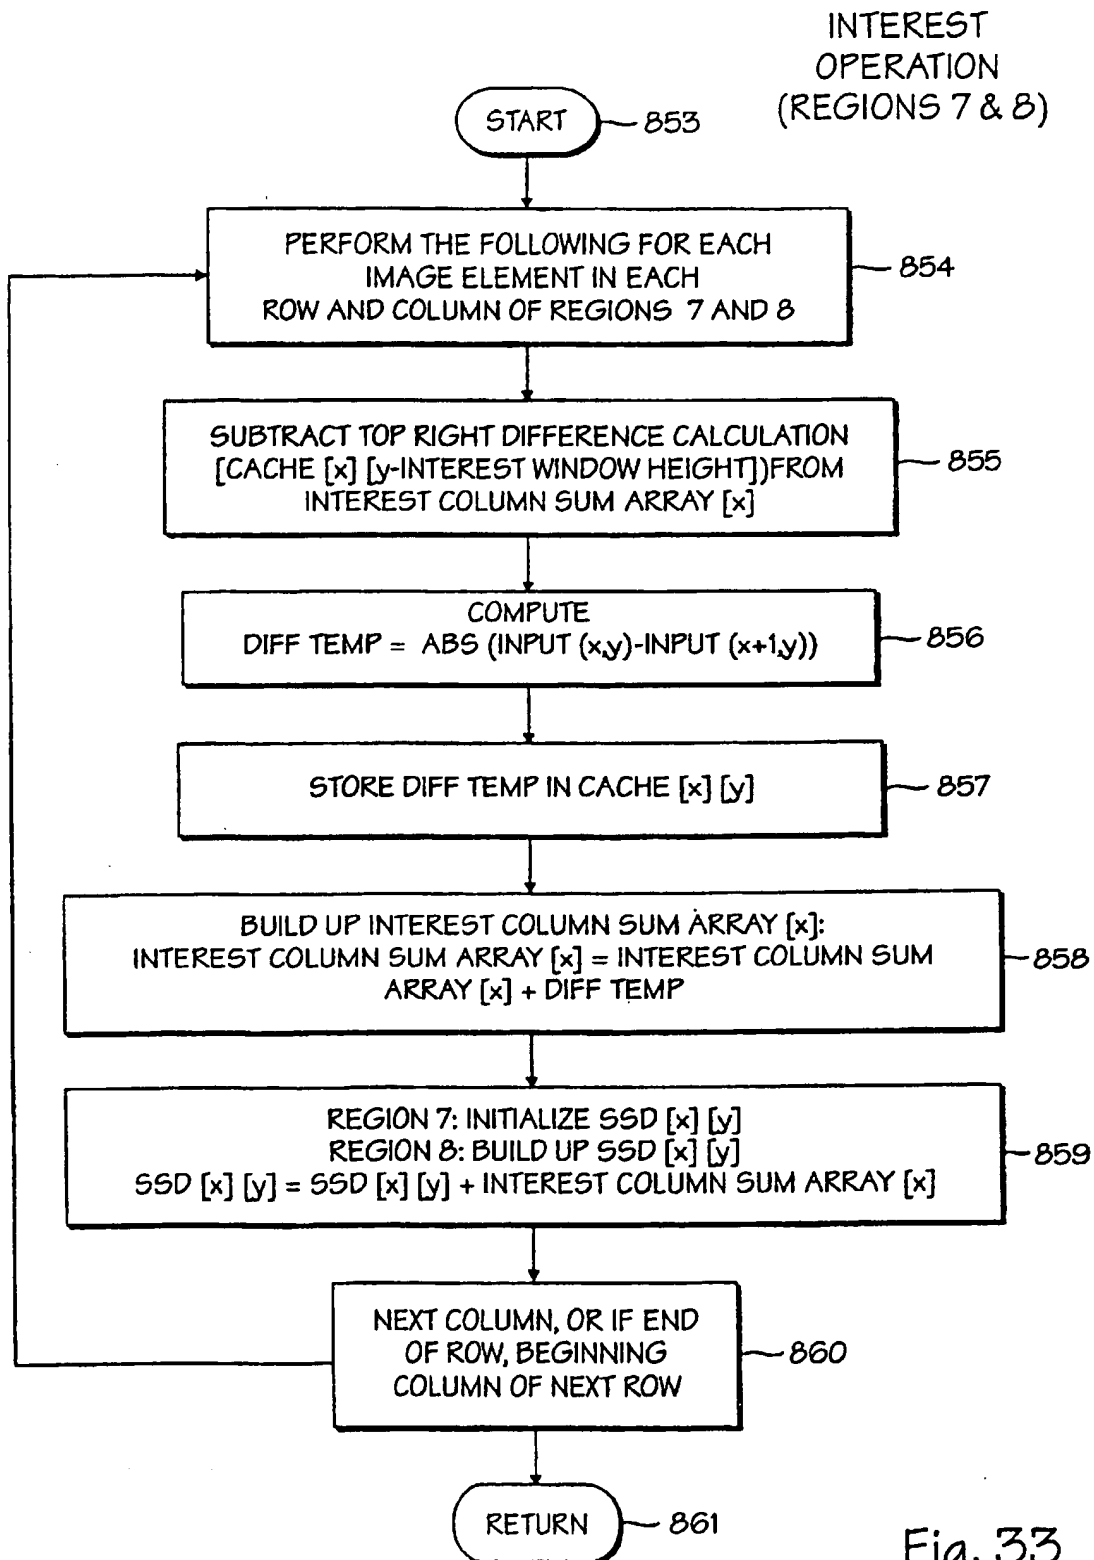 INTEREST
OPERATION
(REGIONS 7 & 8)
START
853
PERFORM THE FOLLOWING FOR EACH
IMAGE ELEMENT IN EACH
ROW AND COLUMN OF REGIONS 7 AND 8
854
SUBTRACT TOP RIGHT DIFFERENCE CALCULATION
[CACHE [x] [y-INTEREST WINDOW HEIGHT])FROM
INTEREST COLUMN SUM ARRAY [x]
855
COMPUTE
DIFF TEMP = ABS (INPUT (x,y)-INPUT (x+1,y))
856
STORE DIFF TEMP IN CACHE [x] [y]
857
BUILD UP INTEREST COLUMN SUM ARRAY [x]:
INTEREST COLUMN SUM ARRAY [x] = INTEREST COLUMN SUM
ARRAY [x] + DIFF TEMP
858
REGION 7: INITIALIZE SSD [x] [y]
REGION 8: BUILD UP SSD [x] [y]
SSD [x] [y] = SSD [x] [y] + INTEREST COLUMN SUM ARRAY [x]
859
NEXT COLUMN, OR IF END
OF ROW, BEGINNING
COLUMN OF NEXT ROW
860
RETURN
861
Fig. 33